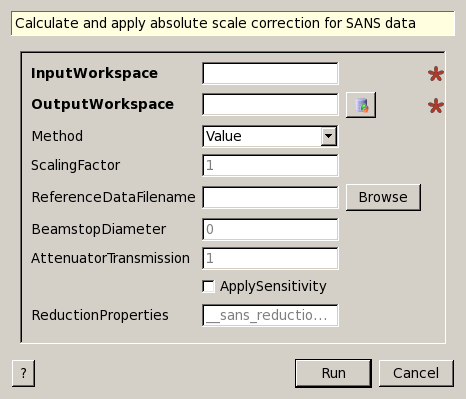 Calculate and apply absolute scale correction for SANS data
InputWorkspace
OutputWorkspace
Method Value
ScalingFactor 1
ReferenceDataFilename Browse
BeamstopDiameter 0
AttenuatorTransmission 1
ApplySensitivity
ReductionProperties __sans_reductio...
? Run Cancel